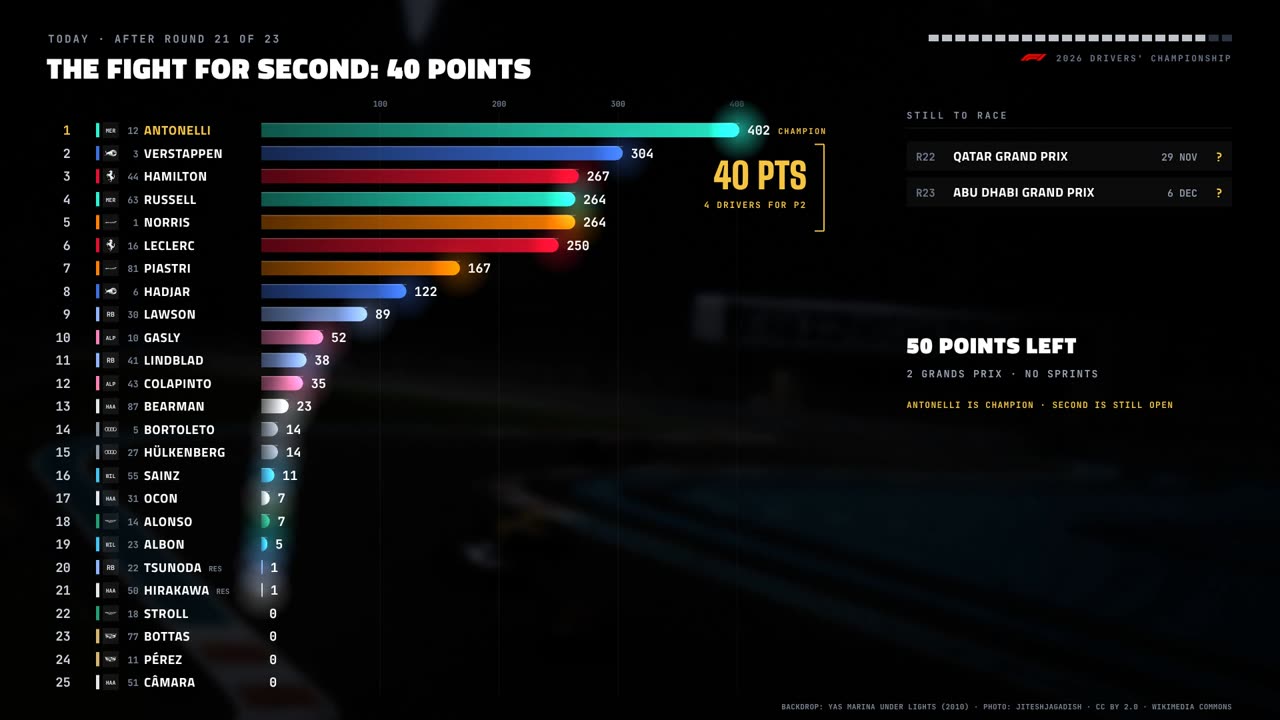 TODAY · AFTER ROUND 21 OF 23
THE FIGHT FOR SECOND: 40 POINTS
2026 DRIVERS' CHAMPIONSHIP
100 200 300 400
1 MER 12 ANTONELLI 402 CHAMPION
2 3 VERSTAPPEN 304
3 44 HAMILTON 267
4 MER 63 RUSSELL 264
5 1 NORRIS 264
6 16 LECLERC 250
7 81 PIASTRI 167
8 6 HADJAR 122
9 RB 30 LAWSON 89
10 ALP 10 GASLY 52
11 RB 41 LINDBLAD 38
12 ALP 43 COLAPINTO 35
13 HAA 87 BEARMAN 23
14 5 BORTOLETO 14
15 27 HÜLKENBERG 14
16 WIL 55 SAINZ 11
17 HAA 31 OCON 7
18 14 ALONSO 7
19 WIL 23 ALBON 5
20 RB 22 TSUNODA RES 1
21 HAA 50 HIRAKAWA RES 1
22 18 STROLL 0
23 77 BOTTAS 0
24 11 PÉREZ 0
25 HAA 51 CÂMARA 0
40 PTS
4 DRIVERS FOR P2
STILL TO RACE
R22 QATAR GRAND PRIX 29 NOV ?
R23 ABU DHABI GRAND PRIX 6 DEC ?
50 POINTS LEFT
2 GRANDS PRIX · NO SPRINTS
ANTONELLI IS CHAMPION · SECOND IS STILL OPEN
BACKDROP: YAS MARINA UNDER LIGHTS (2010) · PHOTO: JITESHJAGADISH · CC BY 2.0 · WIKIMEDIA COMMONS